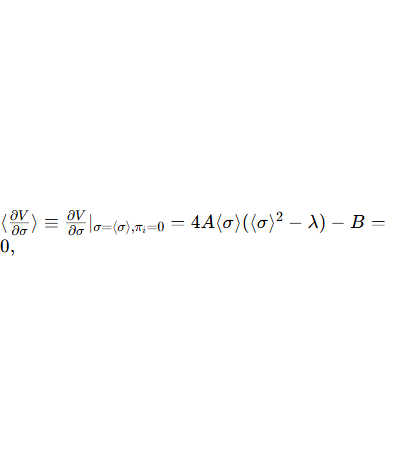 ⟨∂V/∂σ⟩ ≡ ∂V/∂σ|σ=⟨σ⟩,πᵢ=0 = 4A⟨σ⟩(⟨σ⟩² − λ) − B =
0,